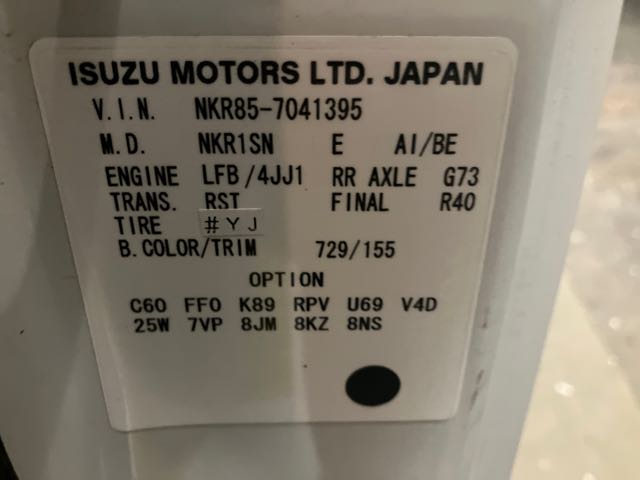 ISUZU MOTORS LTD. JAPAN
V.I.N. NKR85-7041395
M.D. NKR1SN E AI/BE
ENGINE LFB/4JJ1 RR AXLE G73
TRANS. RST FINAL R40
TIRE #YJ
B.COLOR/TRIM 729/155
OPTION
C60 FF0 K89 RPV U69 V4D
25W 7VP 8JM 8KZ 8NS